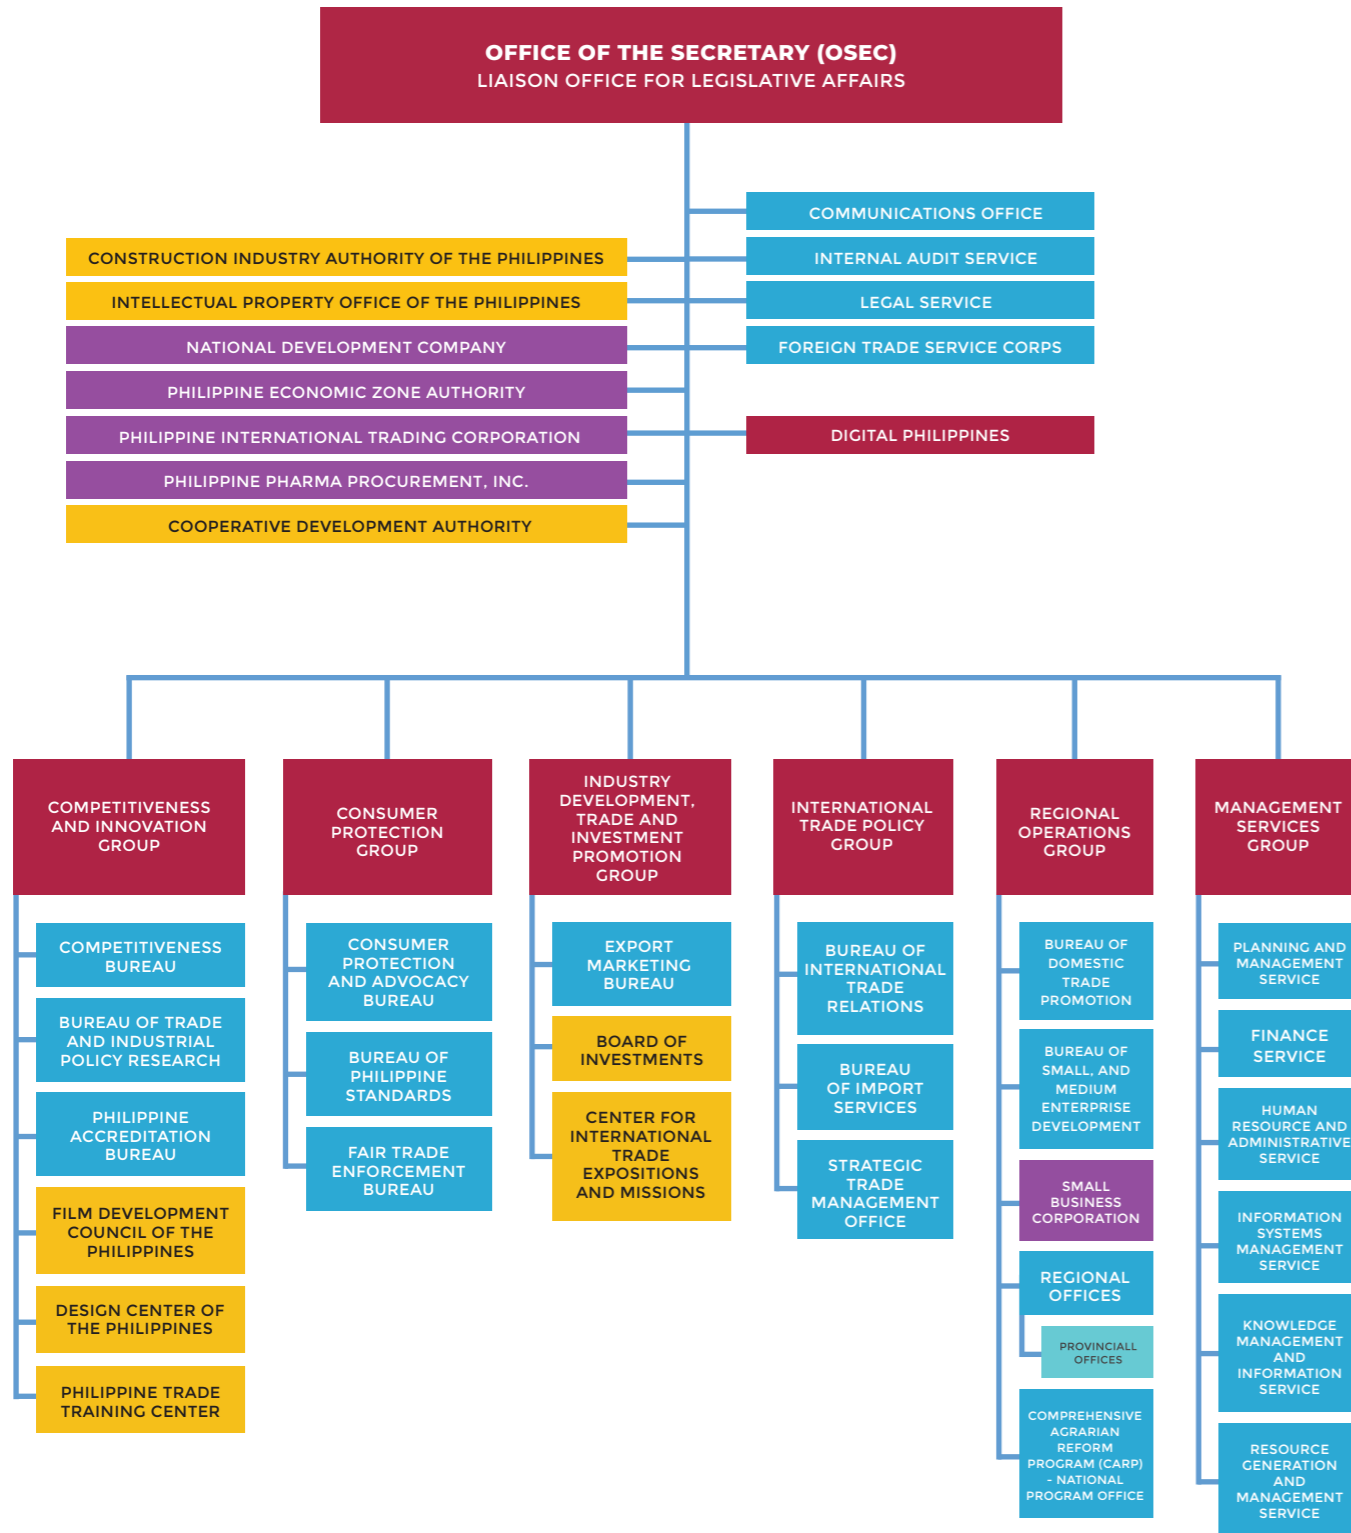 OFFICE OF THE SECRETARY (OSEC)
LIAISON OFFICE FOR LEGISLATIVE AFFAIRS
COMMUNICATIONS OFFICE
INTERNAL AUDIT SERVICE
LEGAL SERVICE
FOREIGN TRADE SERVICE CORPS
DIGITAL PHILIPPINES
CONSTRUCTION INDUSTRY AUTHORITY OF THE PHILIPPINES
INTELLECTUAL PROPERTY OFFICE OF THE PHILIPPINES
NATIONAL DEVELOPMENT COMPANY
PHILIPPINE ECONOMIC ZONE AUTHORITY
PHILIPPINE INTERNATIONAL TRADING CORPORATION
PHILIPPINE PHARMA PROCUREMENT, INC.
COOPERATIVE DEVELOPMENT AUTHORITY
COMPETITIVENESS
AND INNOVATION
GROUP
COMPETITIVENESS
BUREAU
BUREAU OF TRADE
AND INDUSTRIAL
POLICY RESEARCH
PHILIPPINE
ACCREDITATION
BUREAU
FILM DEVELOPMENT
COUNCIL OF THE
PHILIPPINES
DESIGN CENTER OF
THE PHILIPPINES
PHILIPPINE TRADE
TRAINING CENTER
CONSUMER
PROTECTION
GROUP
CONSUMER
PROTECTION
AND ADVOCACY
BUREAU
BUREAU OF
PHILIPPINE
STANDARDS
FAIR TRADE
ENFORCEMENT
BUREAU
INDUSTRY
DEVELOPMENT,
TRADE AND
INVESTMENT
PROMOTION
GROUP
EXPORT
MARKETING
BUREAU
BOARD OF
INVESTMENTS
CENTER FOR
INTERNATIONAL
TRADE
EXPOSITIONS
AND MISSIONS
INTERNATIONAL
TRADE POLICY
GROUP
BUREAU OF
INTERNATIONAL
TRADE
RELATIONS
BUREAU
OF IMPORT
SERVICES
STRATEGIC
TRADE
MANAGEMENT
OFFICE
REGIONAL
OPERATIONS
GROUP
BUREAU OF
DOMESTIC
TRADE
PROMOTION
BUREAU OF
SMALL, AND
MEDIUM
ENTERPRISE
DEVELOPMENT
SMALL
BUSINESS
CORPORATION
REGIONAL
OFFICES
PROVINCIALL
OFFICES
COMPREHENSIVE
AGRARIAN
REFORM
PROGRAM (CARP)
- NATIONAL
PROGRAM OFFICE
MANAGEMENT
SERVICES
GROUP
PLANNING AND
MANAGEMENT
SERVICE
FINANCE
SERVICE
HUMAN
RESOURCE AND
ADMINISTRATIVE
SERVICE
INFORMATION
SYSTEMS
MANAGEMENT
SERVICE
KNOWLEDGE
MANAGEMENT
AND
INFORMATION
SERVICE
RESOURCE
GENERATION
AND
MANAGEMENT
SERVICE